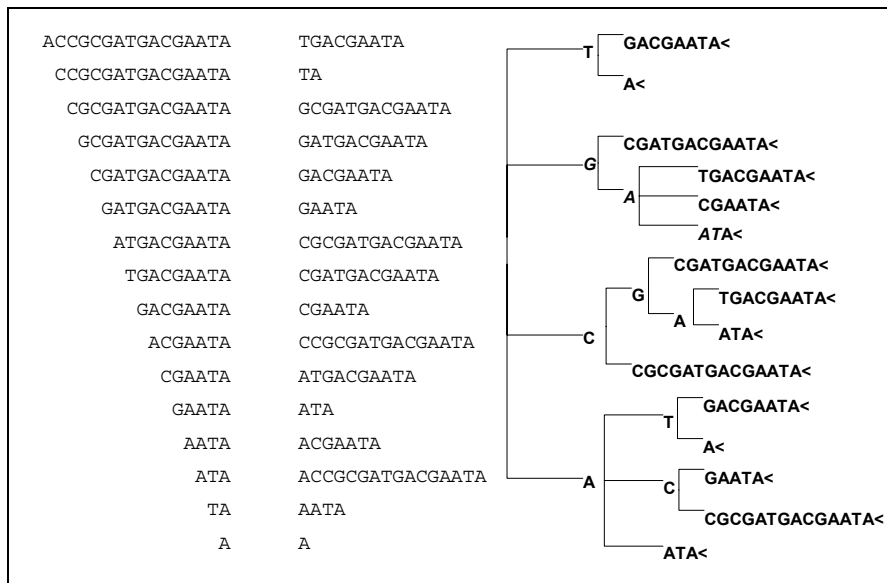 ACCGCGATGACGAATA
CCGCGATGACGAATA
CGCGATGACGAATA
GCGATGACGAATA
CGATGACGAATA
GATGACGAATA
ATGACGAATA
TGACGAATA
GACGAATA
ACGAATA
CGAATA
GAATA
AATA
ATA
TA
A
TGACGAATA
TA
GCGATGACGAATA
GATGACGAATA
GACGAATA
GAATA
CGCGATGACGAATA
CGATGACGAATA
CGAATA
CCGCGATGACGAATA
ATGACGAATA
ATA
ACGAATA
ACCGCGATGACGAATA
AATA
A
T
GACGAATA<
A<
G
CGATGACGAATA<
A
TGACGAATA<
CGAATA<
ATA<
C
G
CGATGACGAATA<
A
TGACGAATA<
ATA<
CGCGATGACGAATA<
A
T
GACGAATA<
A<
C
GAATA<
CGCGATGACGAATA<
ATA<